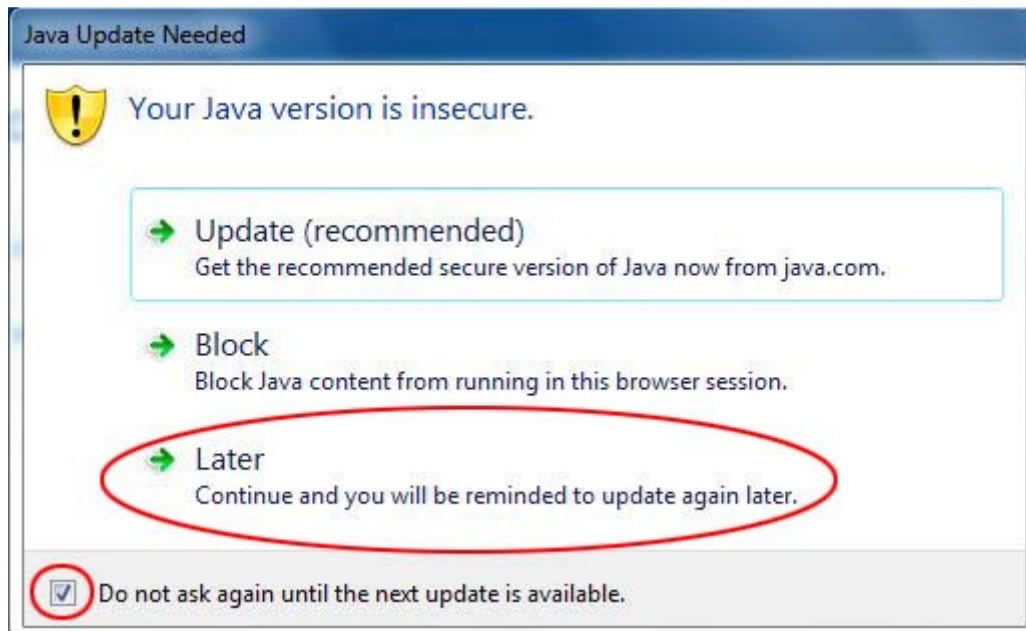 Java Update Needed
Your Java version is insecure.
Update (recommended)
Get the recommended secure version of Java now from java.com.
Block
Block Java content from running in this browser session.
Later
Continue and you will be reminded to update again later.
Do not ask again until the next update is available.